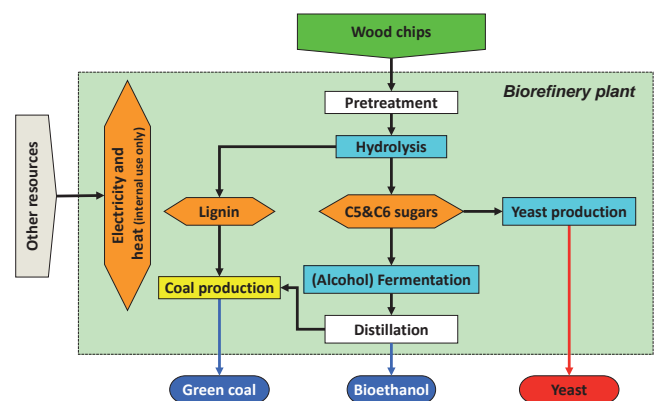 Wood chips
Biorefinery plant
Pretreatment
Hydrolysis
Other resources
Electricity and
heat (internal use only)
Lignin
C5&C6 sugars
Yeast production
Coal production
(Alcohol) Fermentation
Distillation
Green coal
Bioethanol
Yeast